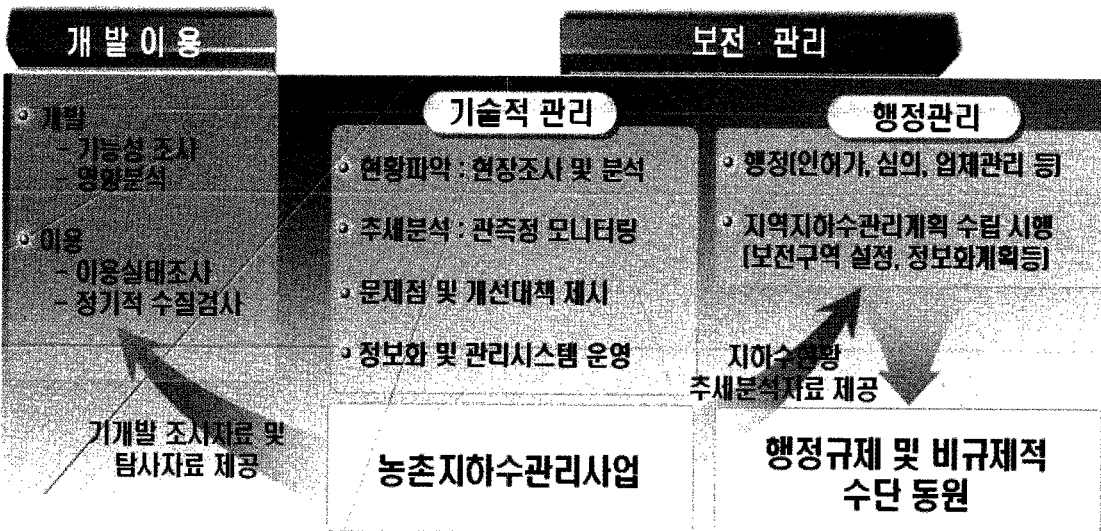 개발이용
보전·관리
개발
- 가능성 조사
- 영향분석
이용
- 이용실태조사
- 정기적 수질검사
기개발 조사자료 및
탐사자료 제공
기술적 관리
현황파악 : 현장조사 및 분석
추세분석 : 관측정 모니터링
문제점 및 개선대책 제시
정보화 및 관리시스템 운영
농촌지하수관리사업
행정관리
행정(인허가, 심의, 업체관리 등)
지역지하수관리계획 수립 시행
(보전구역 설정, 정보화계획등)
지하수현황
추세분석자료 제공
행정규제 및 비규제적
수단 동원